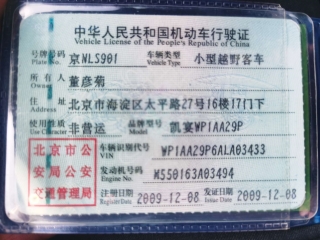 中华人民共和国机动车行驶证
Vehicle License of the People's Republic of China
号牌号码 京NLS901 车辆类型 小型越野客车
Plate No. Vehicle Type
所有人 董彦菊
Owner
住址 北京市海淀区太平路27号16楼17门下
Address
使用性质 非营运 品牌型号 凯宴WP1AA29P
Use Character Model
车辆识别代号 WP1AA29P6ALA03433
VIN
发动机号码 M550163A03494
Engine No.
注册日期 2009-12-08 发证日期 2009-12-08
Register Date Issue Date
北京市公
安局公安
交通管理局